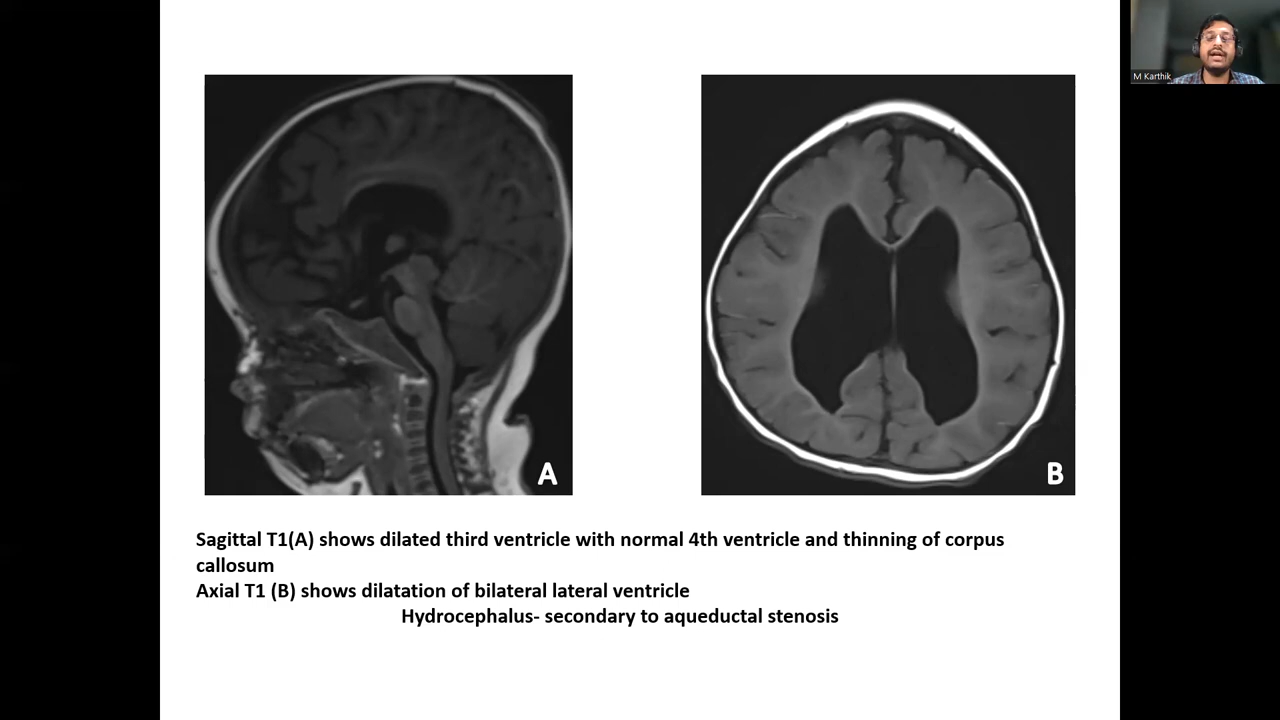 M Karthik
A
B
Sagittal T1(A) shows dilated third ventricle with normal 4th ventricle and thinning of corpus
callosum
Axial T1 (B) shows dilatation of bilateral lateral ventricle
Hydrocephalus- secondary to aqueductal stenosis